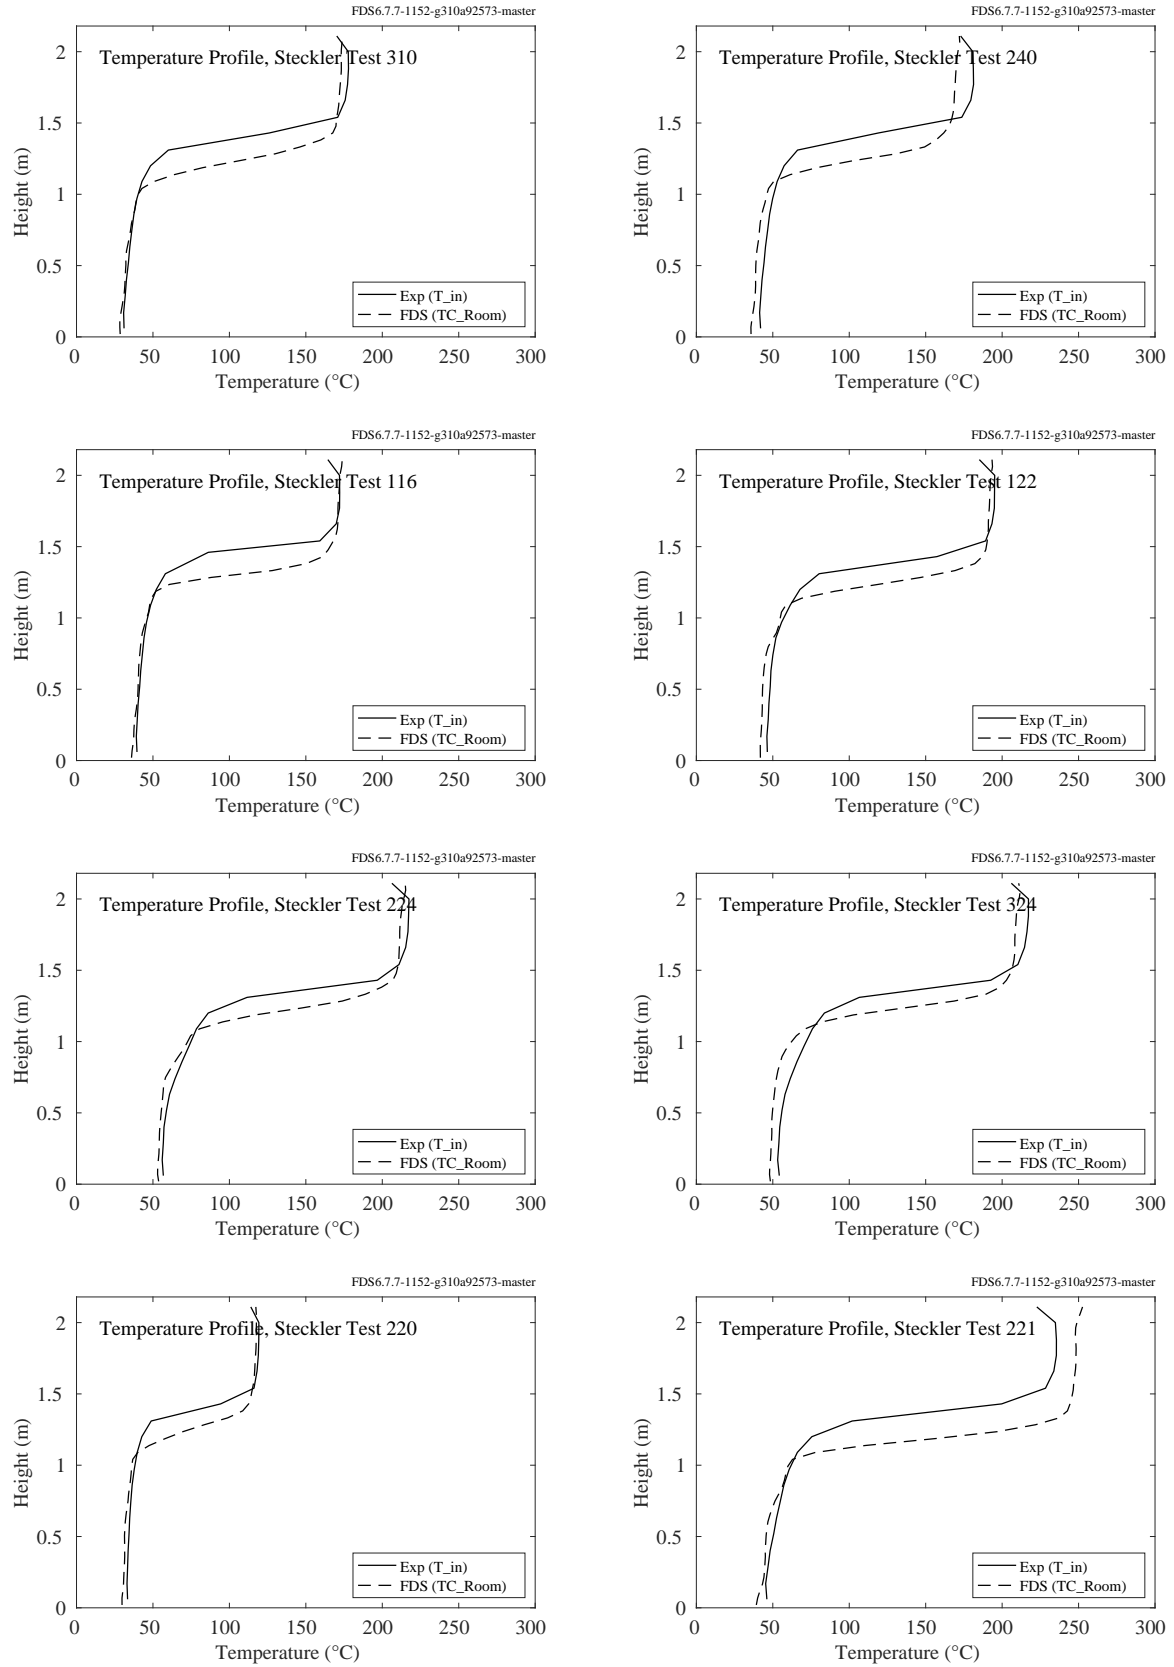 FDS6.7.7-1152-g310a92573-master
Temperature Profile, Steckler Test 310
2
1.5
1
0.5
0
Height (m)
Exp (T_in)
FDS (TC_Room)
0 50 100 150 200 250 300
Temperature (°C)
FDS6.7.7-1152-g310a92573-master
Temperature Profile, Steckler Test 240
2
1.5
1
0.5
0
Height (m)
Exp (T_in)
FDS (TC_Room)
0 50 100 150 200 250 300
Temperature (°C)
FDS6.7.7-1152-g310a92573-master
Temperature Profile, Steckler Test 116
2
1.5
1
0.5
0
Height (m)
Exp (T_in)
FDS (TC_Room)
0 50 100 150 200 250 300
Temperature (°C)
FDS6.7.7-1152-g310a92573-master
Temperature Profile, Steckler Test 122
2
1.5
1
0.5
0
Height (m)
Exp (T_in)
FDS (TC_Room)
0 50 100 150 200 250 300
Temperature (°C)
FDS6.7.7-1152-g310a92573-master
Temperature Profile, Steckler Test 224
2
1.5
1
0.5
0
Height (m)
Exp (T_in)
FDS (TC_Room)
0 50 100 150 200 250 300
Temperature (°C)
FDS6.7.7-1152-g310a92573-master
Temperature Profile, Steckler Test 324
2
1.5
1
0.5
0
Height (m)
Exp (T_in)
FDS (TC_Room)
0 50 100 150 200 250 300
Temperature (°C)
FDS6.7.7-1152-g310a92573-master
Temperature Profile, Steckler Test 220
2
1.5
1
0.5
0
Height (m)
Exp (T_in)
FDS (TC_Room)
0 50 100 150 200 250 300
Temperature (°C)
FDS6.7.7-1152-g310a92573-master
Temperature Profile, Steckler Test 221
2
1.5
1
0.5
0
Height (m)
Exp (T_in)
FDS (TC_Room)
0 50 100 150 200 250 300
Temperature (°C)